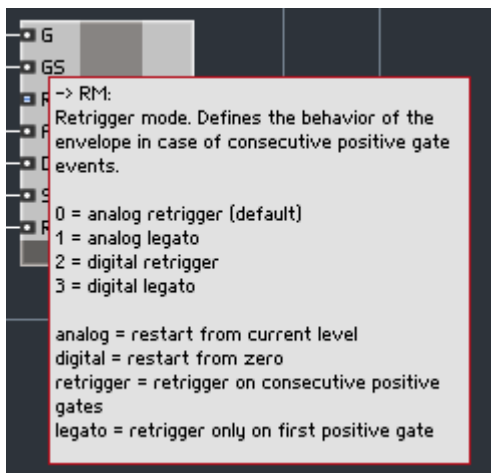 G
GS
-> RM:
Retrigger mode. Defines the behavior of the
envelope in case of consecutive positive gate
events.
0 = analog retrigger (default)
1 = analog legato
2 = digital retrigger
3 = digital legato
analog = restart from current level
digital = restart from zero
retrigger = retrigger on consecutive positive
gates
legato = retrigger only on first positive gate